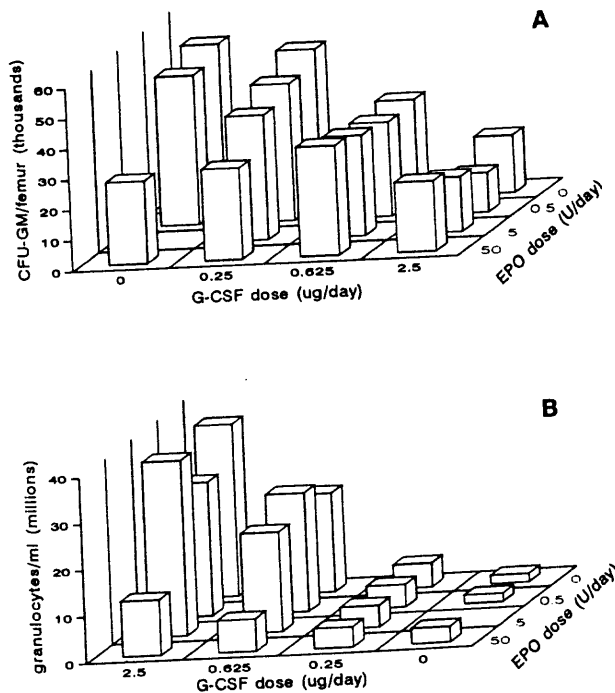 A
CFU-GM/femur (thousands)
60
50
40
30
20
10
0
0 0.25 0.625 2.5
G-CSF dose (ug/day)
50 5 0 5 0
EPO dose (U/day)
B
granulocytes/ml (millions)
40
30
20
10
0
2.5 0.625 0.25 0
G-CSF dose (ug/day)
50 5 0.5 0
EPO dose (U/day)